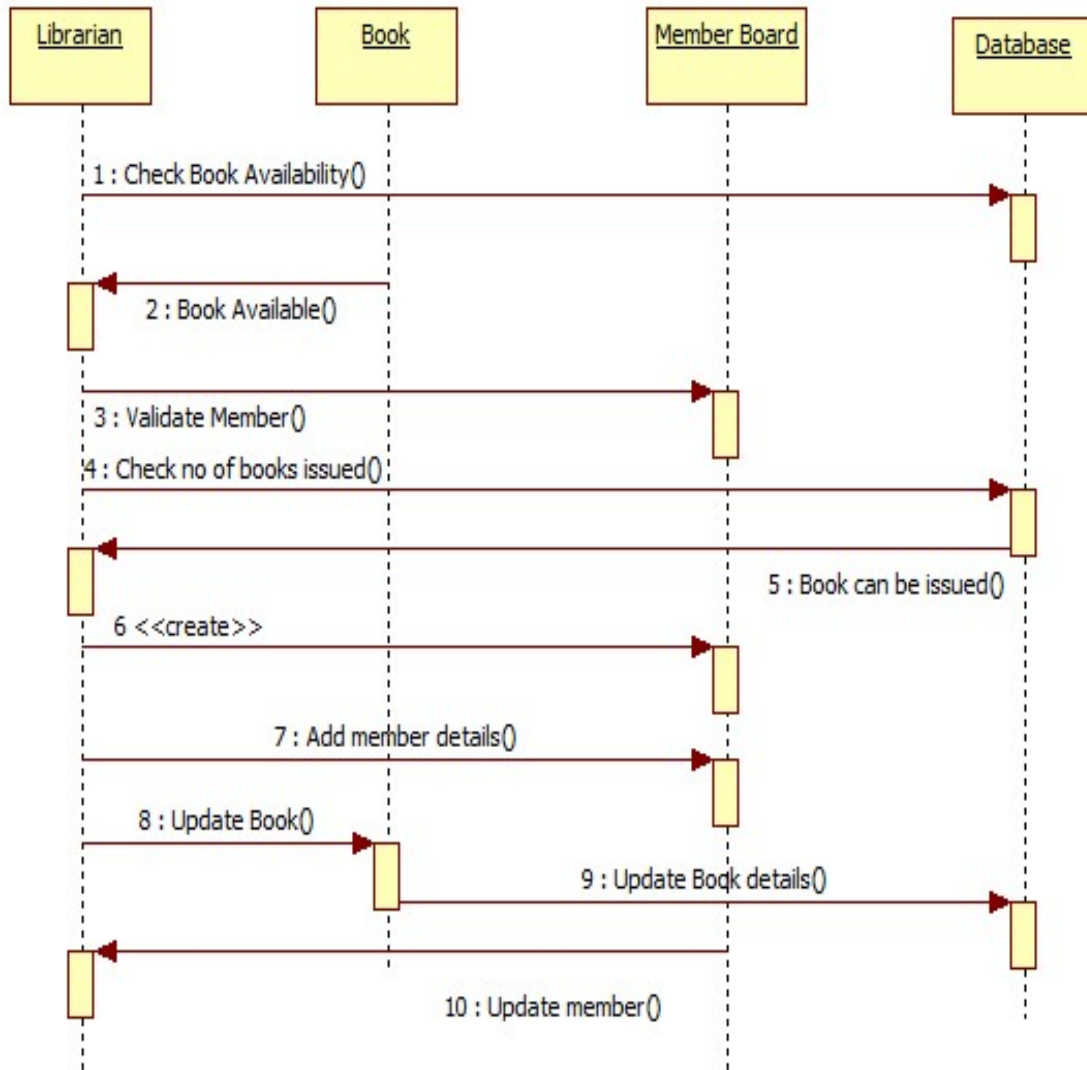 Librarian
Book
Member Board
Database
1 : Check Book Availability()
2 : Book Available()
3 : Validate Member()
4 : Check no of books issued()
5 : Book can be issued()
6 <<create>>
7 : Add member details()
8 : Update Book()
9 : Update Book details()
10 : Update member()